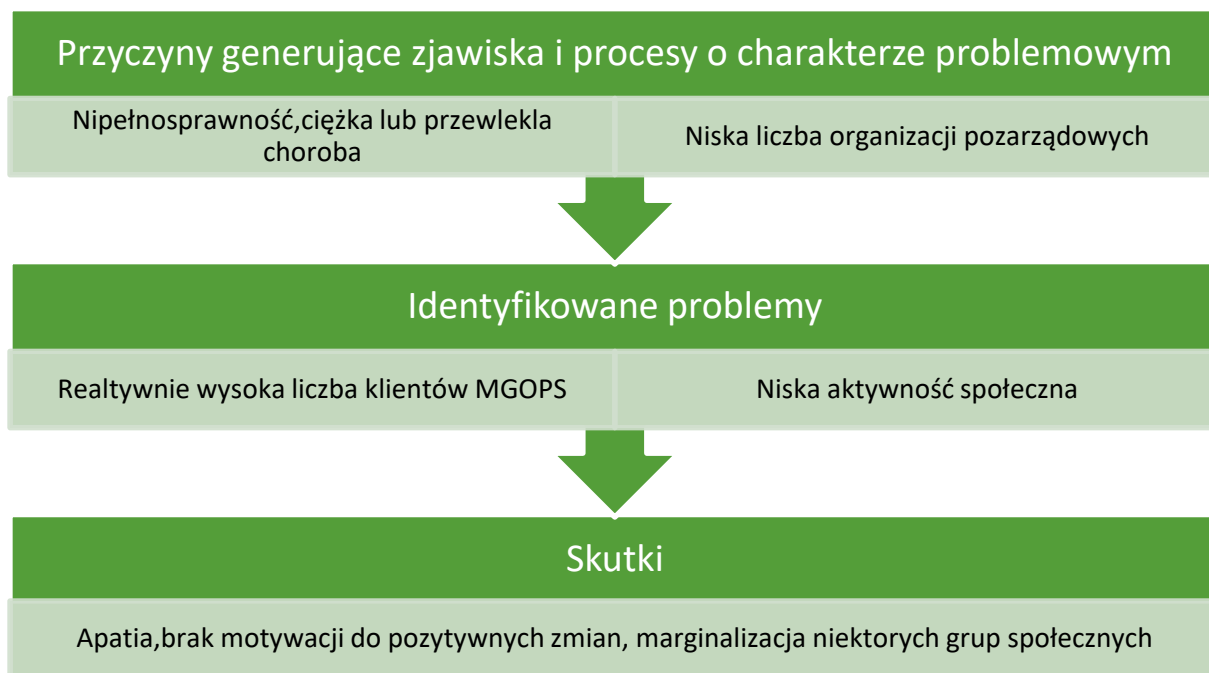 Przyczyny generujące zjawiska i procesy o charakterze problemowym
Nipełnosprawność,ciężka lub przewlekla
choroba
Niska liczba organizacji pozarządowych
Identyfikowane problemy
Realtywnie wysoka liczba klientów MGOPS
Niska aktywność społeczna
Skutki
Apatia,brak motywacji do pozytywnych zmian, marginalizacja niektorych grup społecznych